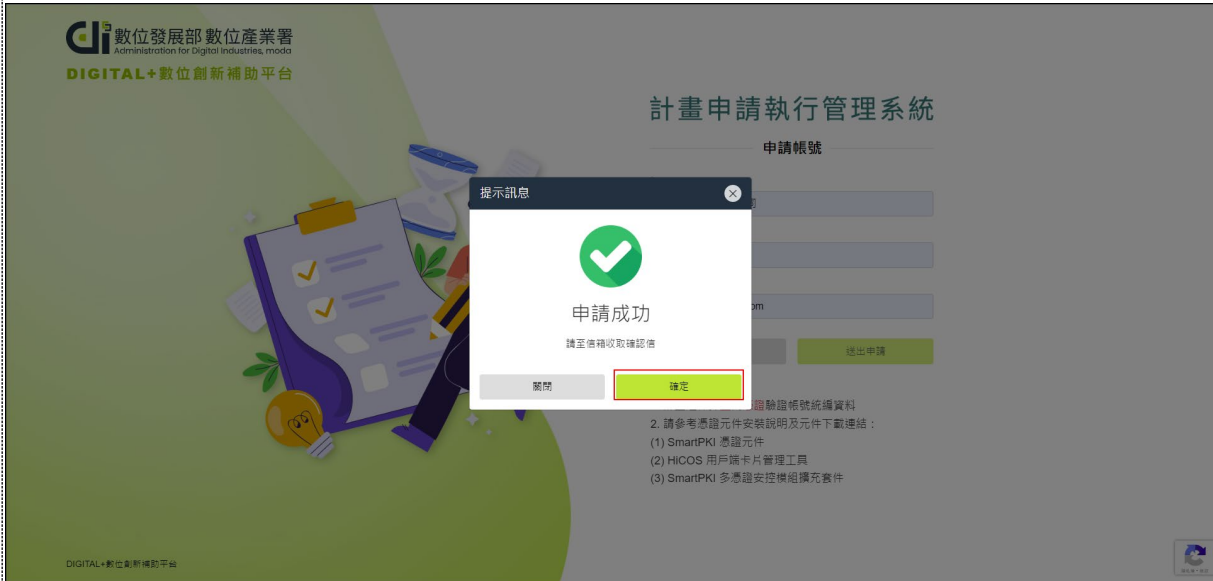 數位發展部 數位產業署
Administration for Digital Industries, moda
DIGITAL+數位創新補助平台
計畫申請執行管理系統
申請帳號
提示訊息
申請成功
請至信箱收取確認信
關閉
確定
送出申請
證驗證帳號統編資料
2. 請參考憑證元件安裝說明及元件下載連結：
(1) SmartPKI 憑證元件
(2) HiCOS 用戶端卡片管理工具
(3) SmartPKI 多憑證安控模組擴充套件
DIGITAL+數位創新補助平台